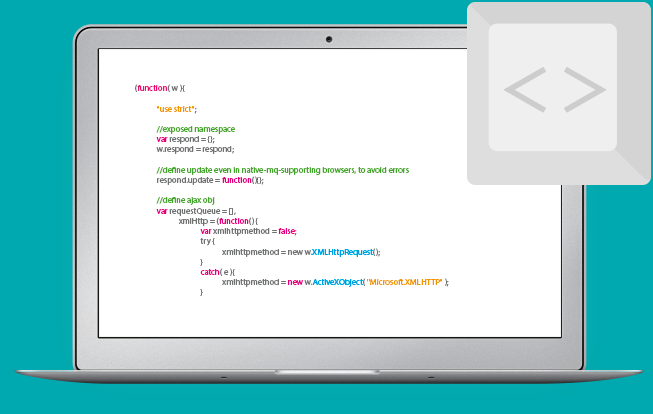 (function( w ){
"use strict";
//exposed namespace
var respond = {};
w.respond = respond;
//define update even in native-mq-supporting browsers, to avoid errors
respond.update = function(){};
//define ajax obj
var requestQueue = [],
xmlHttp = (function() {
var xmlhttpmethod = false;
try {
xmlhttpmethod = new w.XMLHttpRequest();
}
catch( e ){
xmlhttpmethod = new w.ActiveXObject( "Microsoft.XMLHTTP" );
}
< >